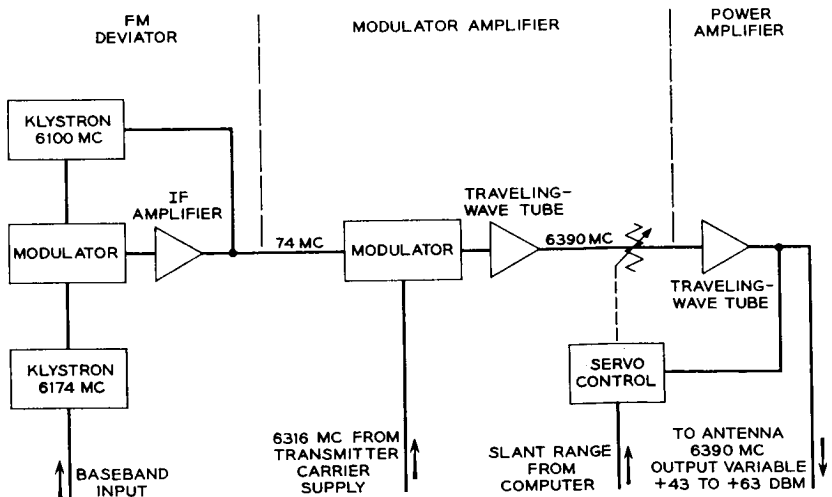 FM
DEVIATOR
MODULATOR AMPLIFIER
POWER
AMPLIFIER
KLYSTRON
6100 MC
IF
AMPLIFIER
MODULATOR
74 MC
MODULATOR
TRAVELING-
WAVE TUBE
6390 MC
TRAVELING-
WAVE TUBE
KLYSTRON
6174 MC
SERVO
CONTROL
BASEBAND
INPUT
6316 MC FROM
TRANSMITTER
CARRIER
SUPPLY
SLANT RANGE
FROM
COMPUTER
TO ANTENNA
6390 MC
OUTPUT VARIABLE
+43 TO +63 DBM